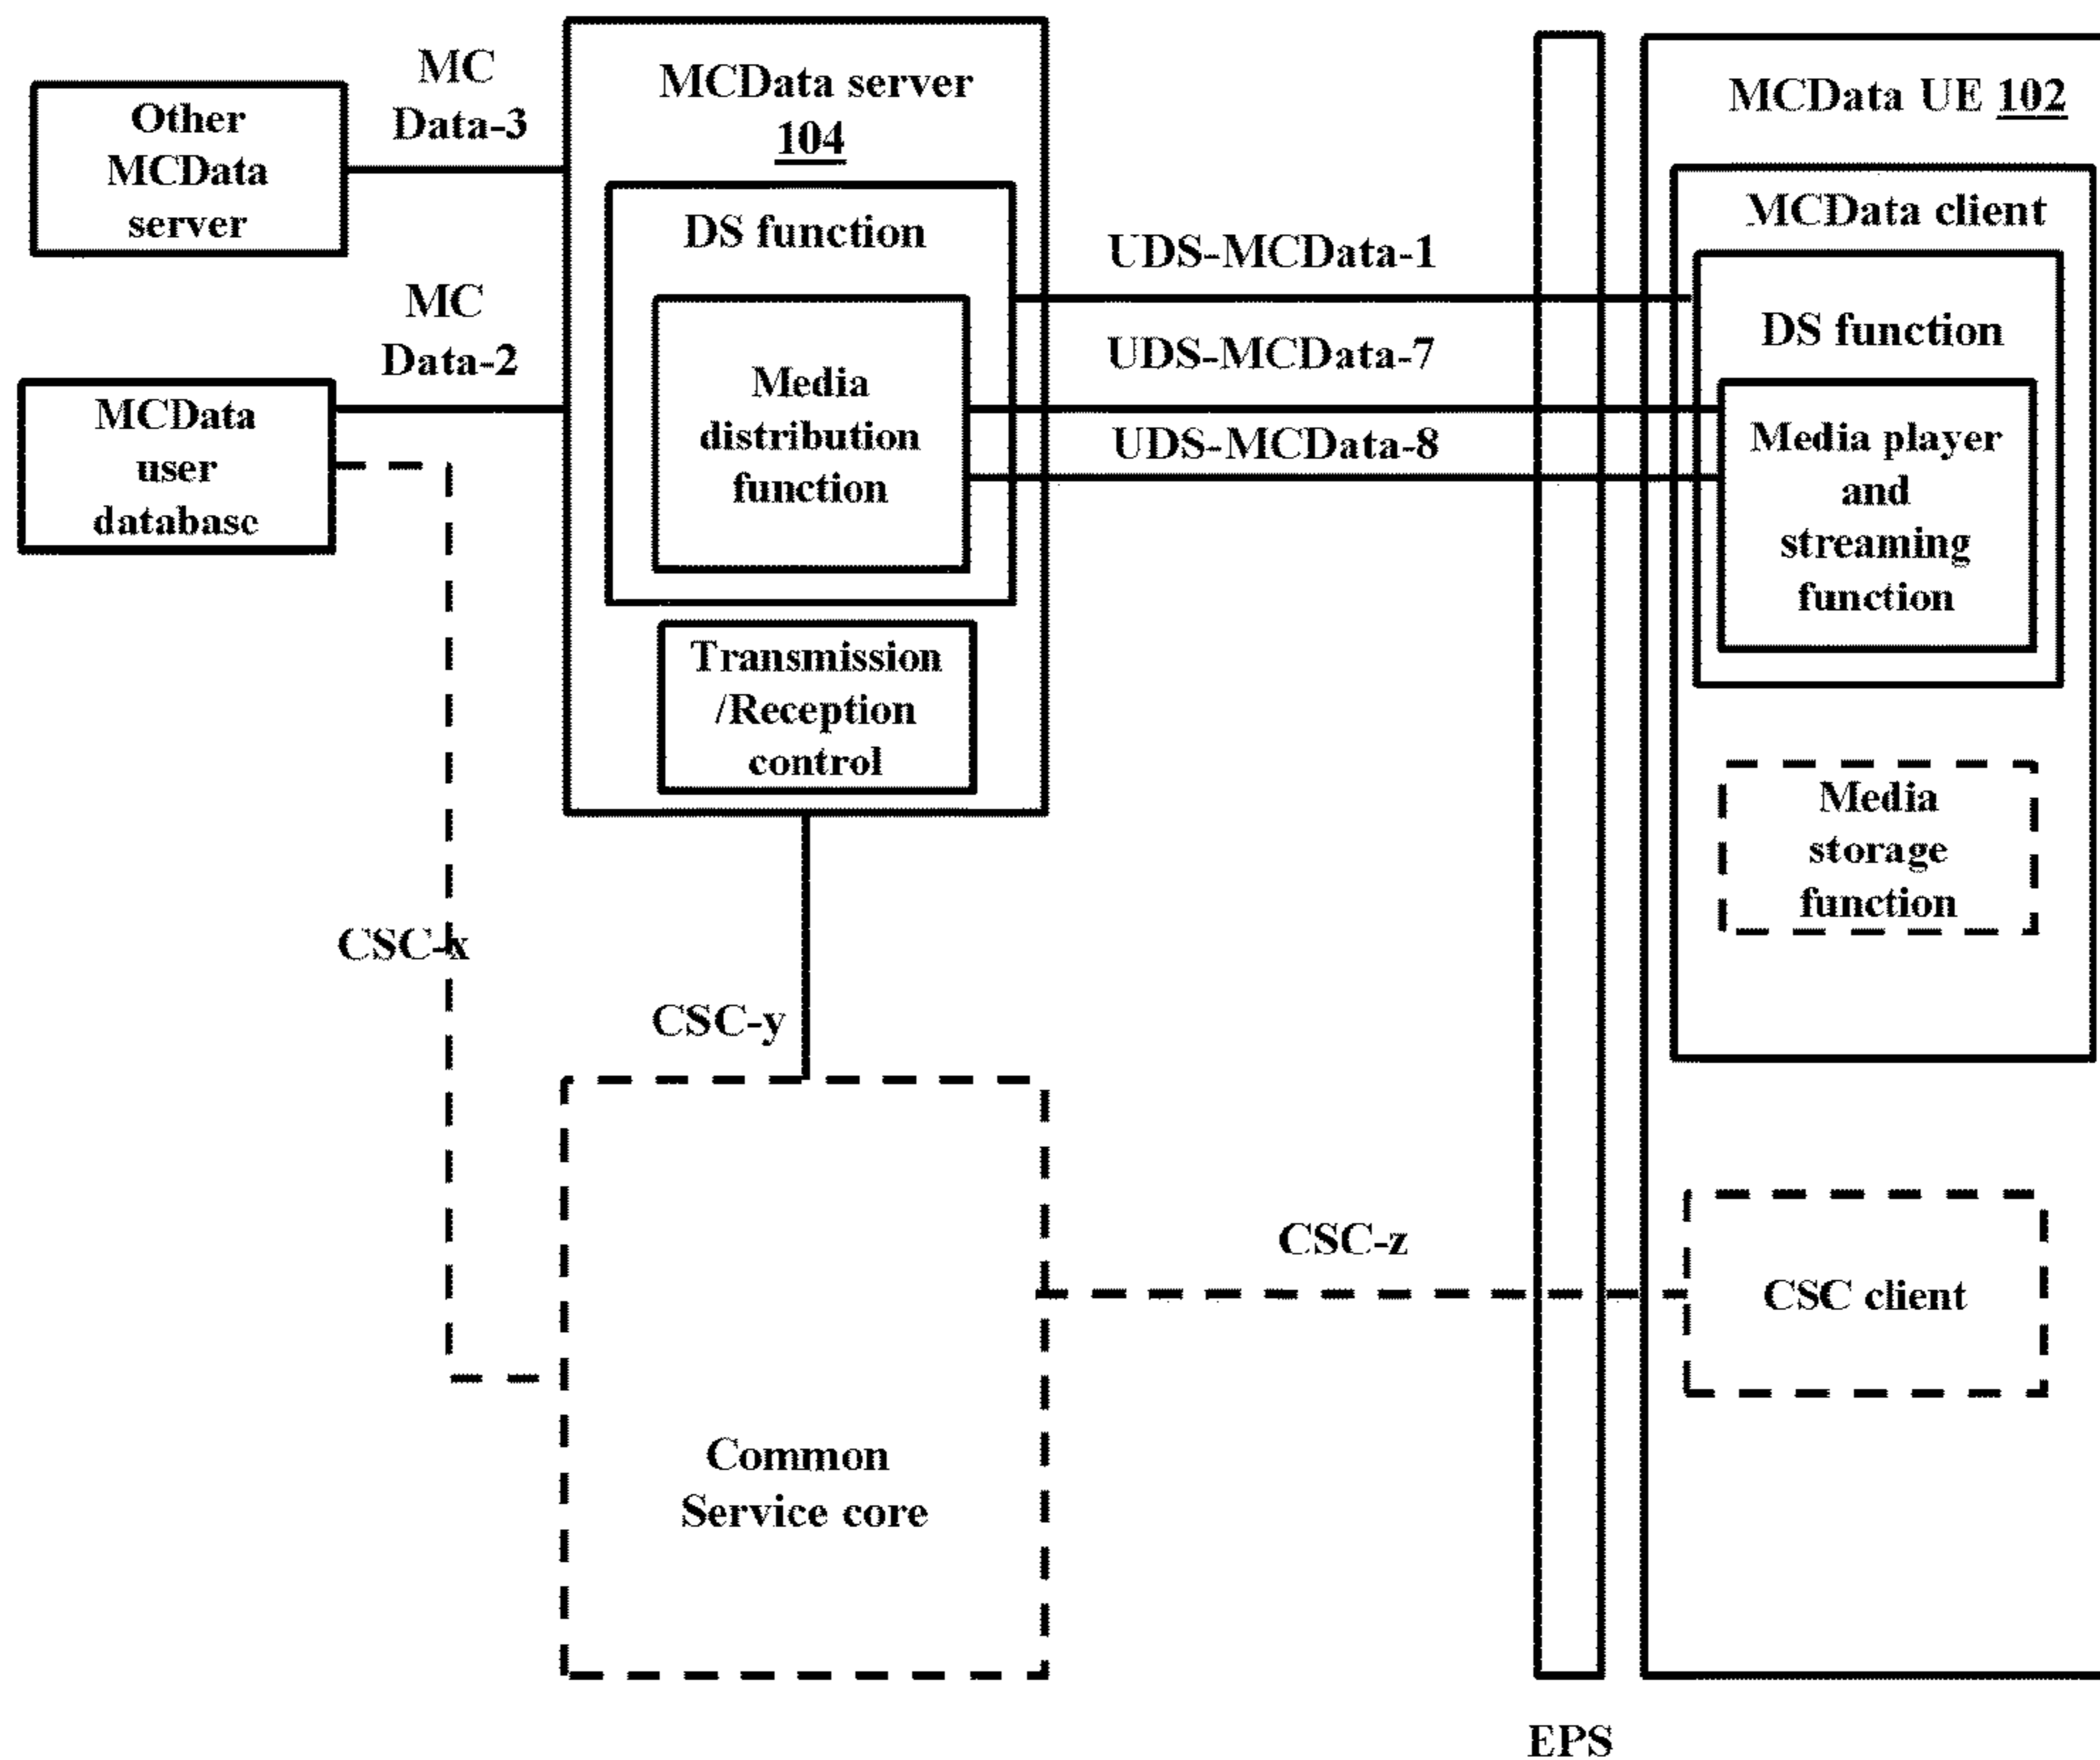 Other
MCData
server
MC
Data-3
MCData server
104
DS function
Media
distribution
function
Transmission
/Reception
control
MC
Data-2
MCData
user
database
UDS-MCData-1
UDS-MCData-7
UDS-MCData-8
MCData UE 102
MCData client
DS function
Media player
and
streaming
function
Media
storage
function
CSC-x
CSC-y
Common
Service core
CSC-z
CSC client
EPS